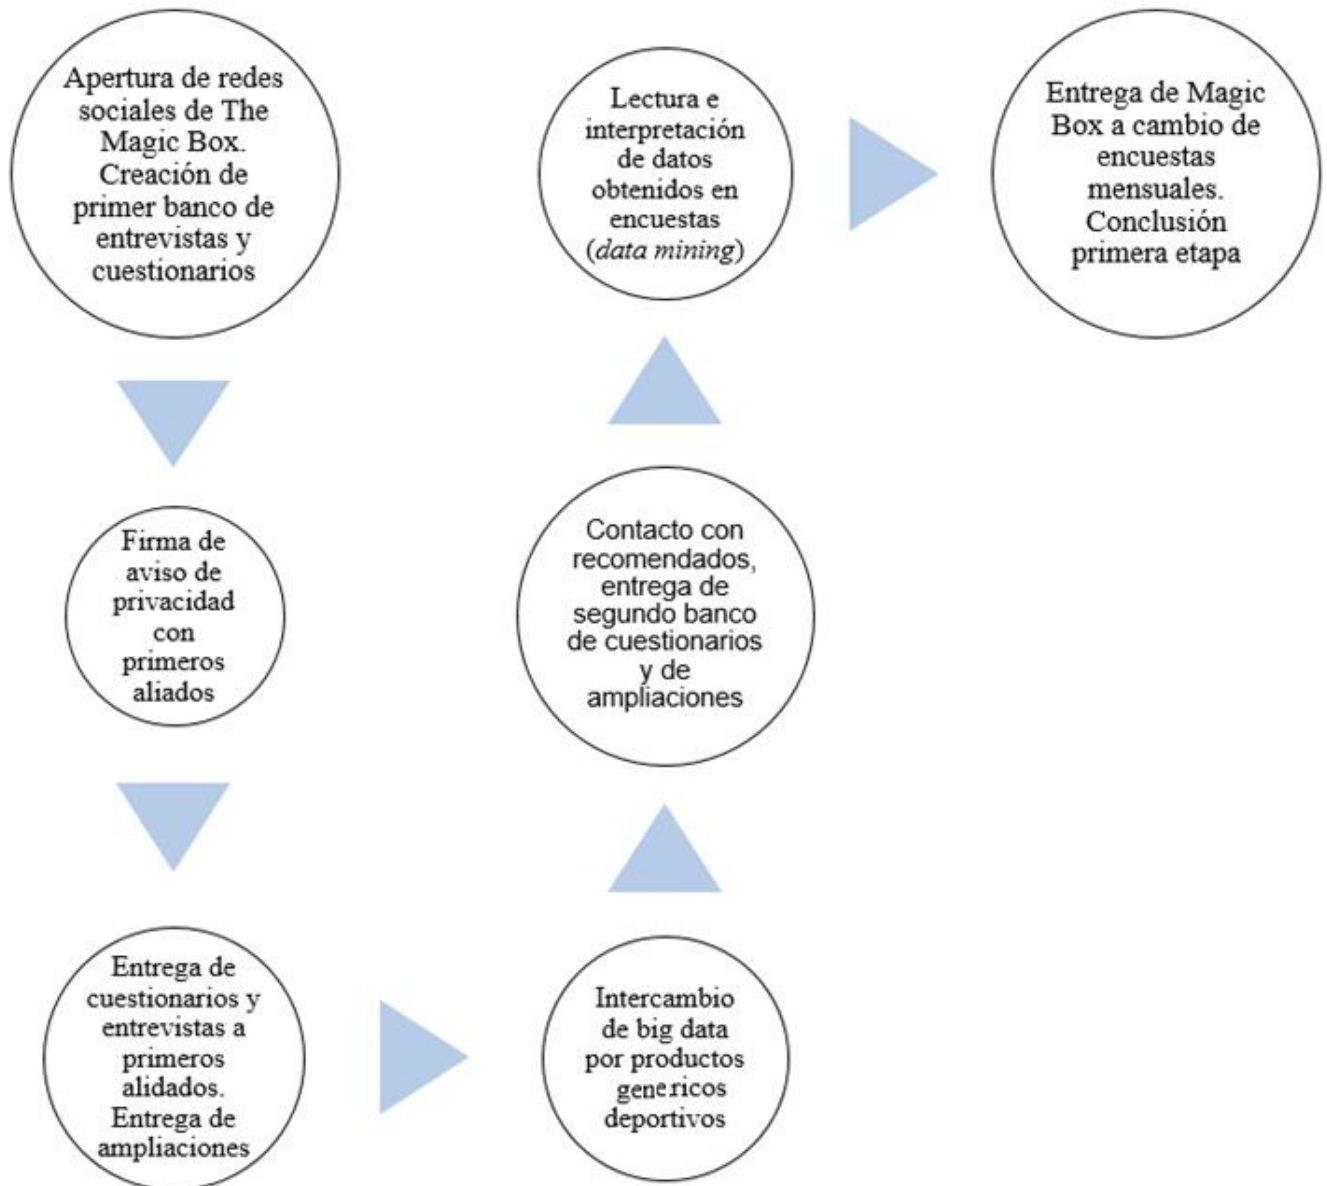 Apertura de redes
sociales de The
Magic Box.
Creación de
primer banco de
entrevistas y
cuestionarios
Firma de
aviso de
privacidad
con
primeros
aliados
Entrega de
cuestionarios y
entrevistas a
primeros
alidados.
Entrega de
ampliaciones
Intercambio
de big data
por productos
gene.ricos
deportivos
Contacto con
recomendados,
entrega de
segundo banco
de cuestionarios
y de
ampliaciones
Lectura e
interpretación
de datos
obtenidos en
encuestas
(data mining)
Entrega de Magic
Box a cambio de
encuestas
mensuales.
Conclusión
primera etapa